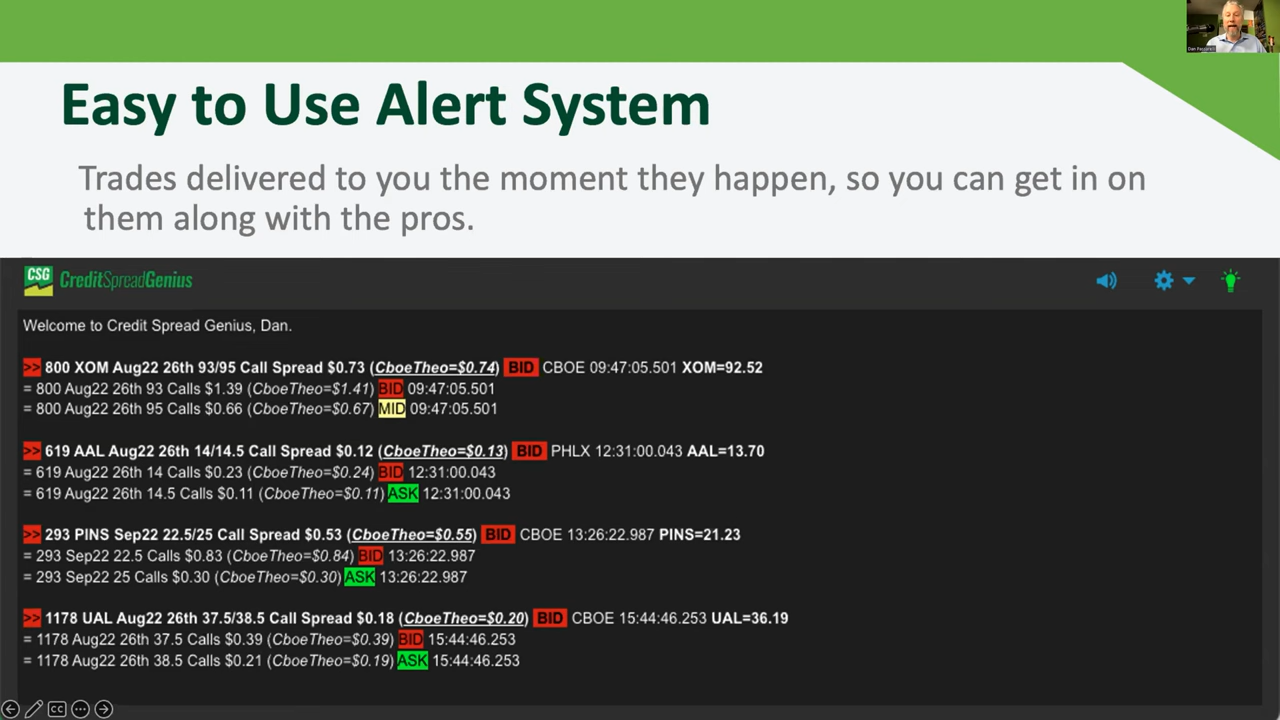 Easy to Use Alert System
Trades delivered to you the moment they happen, so you can get in on
them along with the pros.
CSG CreditSpreadGenius
Welcome to Credit Spread Genius, Dan.
>> 800 XOM Aug22 26th 93/95 Call Spread $0.73 (CboeTheo=$0.74) BID CBOE 09:47:05.501 XOM=92.52
= 800 Aug22 26th 93 Calls $1.39 (CboeTheo=$1.41) BID 09:47:05.501
= 800 Aug22 26th 95 Calls $0.66 (CboeTheo=$0.67) MID 09:47:05.501
>> 619 AAL Aug22 26th 14/14.5 Call Spread $0.12 (CboeTheo=$0.13) BID PHLX 12:31:00.043 AAL=13.70
= 619 Aug22 26th 14 Calls $0.23 (CboeTheo=$0.24) BID 12:31:00.043
= 619 Aug22 26th 14.5 Calls $0.11 (CboeTheo=$0.11) ASK 12:31:00.043
>> 293 PINS Sep22 22.5/25 Call Spread $0.53 (CboeTheo=$0.55) BID CBOE 13:26:22.987 PINS=21.23
= 293 Sep22 22.5 Calls $0.83 (CboeTheo=$0.84) BID 13:26:22.987
= 293 Sep22 25 Calls $0.30 (CboeTheo=$0.30) ASK 13:26:22.987
>> 1178 UAL Aug22 26th 37.5/38.5 Call Spread $0.18 (CboeTheo=$0.20) BID CBOE 15:44:46.253 UAL=36.19
= 1178 Aug22 26th 37.5 Calls $0.39 (CboeTheo=$0.39) BID 15:44:46.253
= 1178 Aug22 26th 38.5 Calls $0.21 (CboeTheo=$0.19) ASK 15:44:46.253
CC